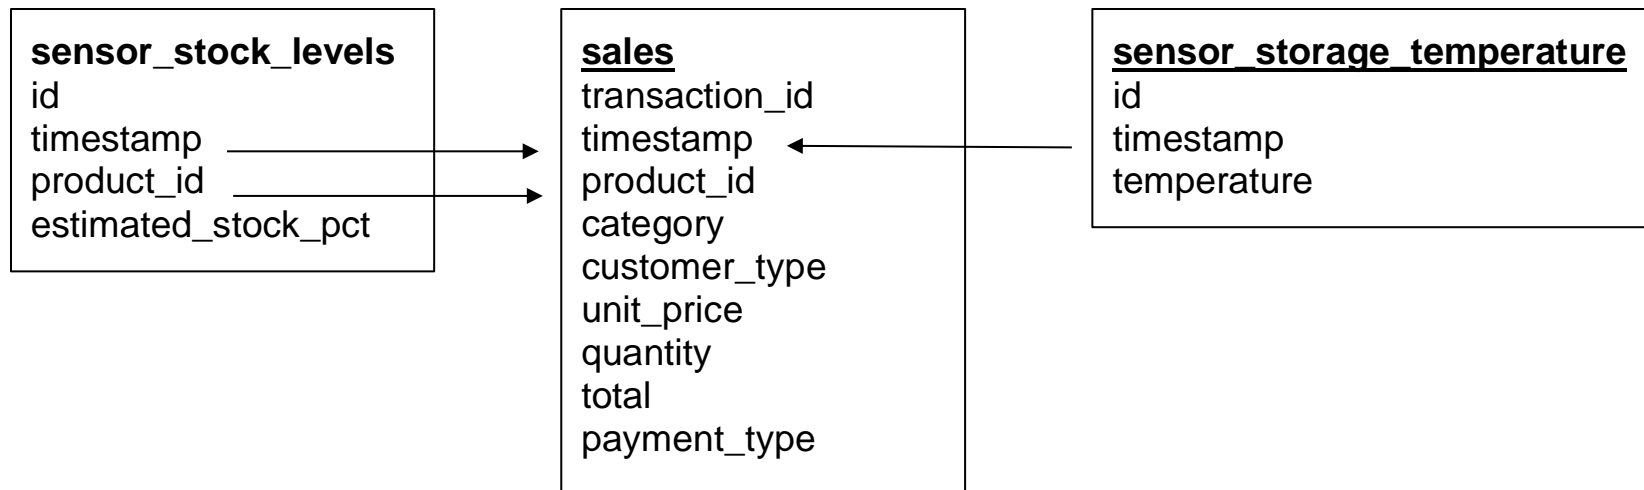 sensor_stock_levels
id
timestamp
product_id
estimated_stock_pct
sales
transaction_id
timestamp
product_id
category
customer_type
unit_price
quantity
total
payment_type
sensor_storage_temperature
id
timestamp
temperature